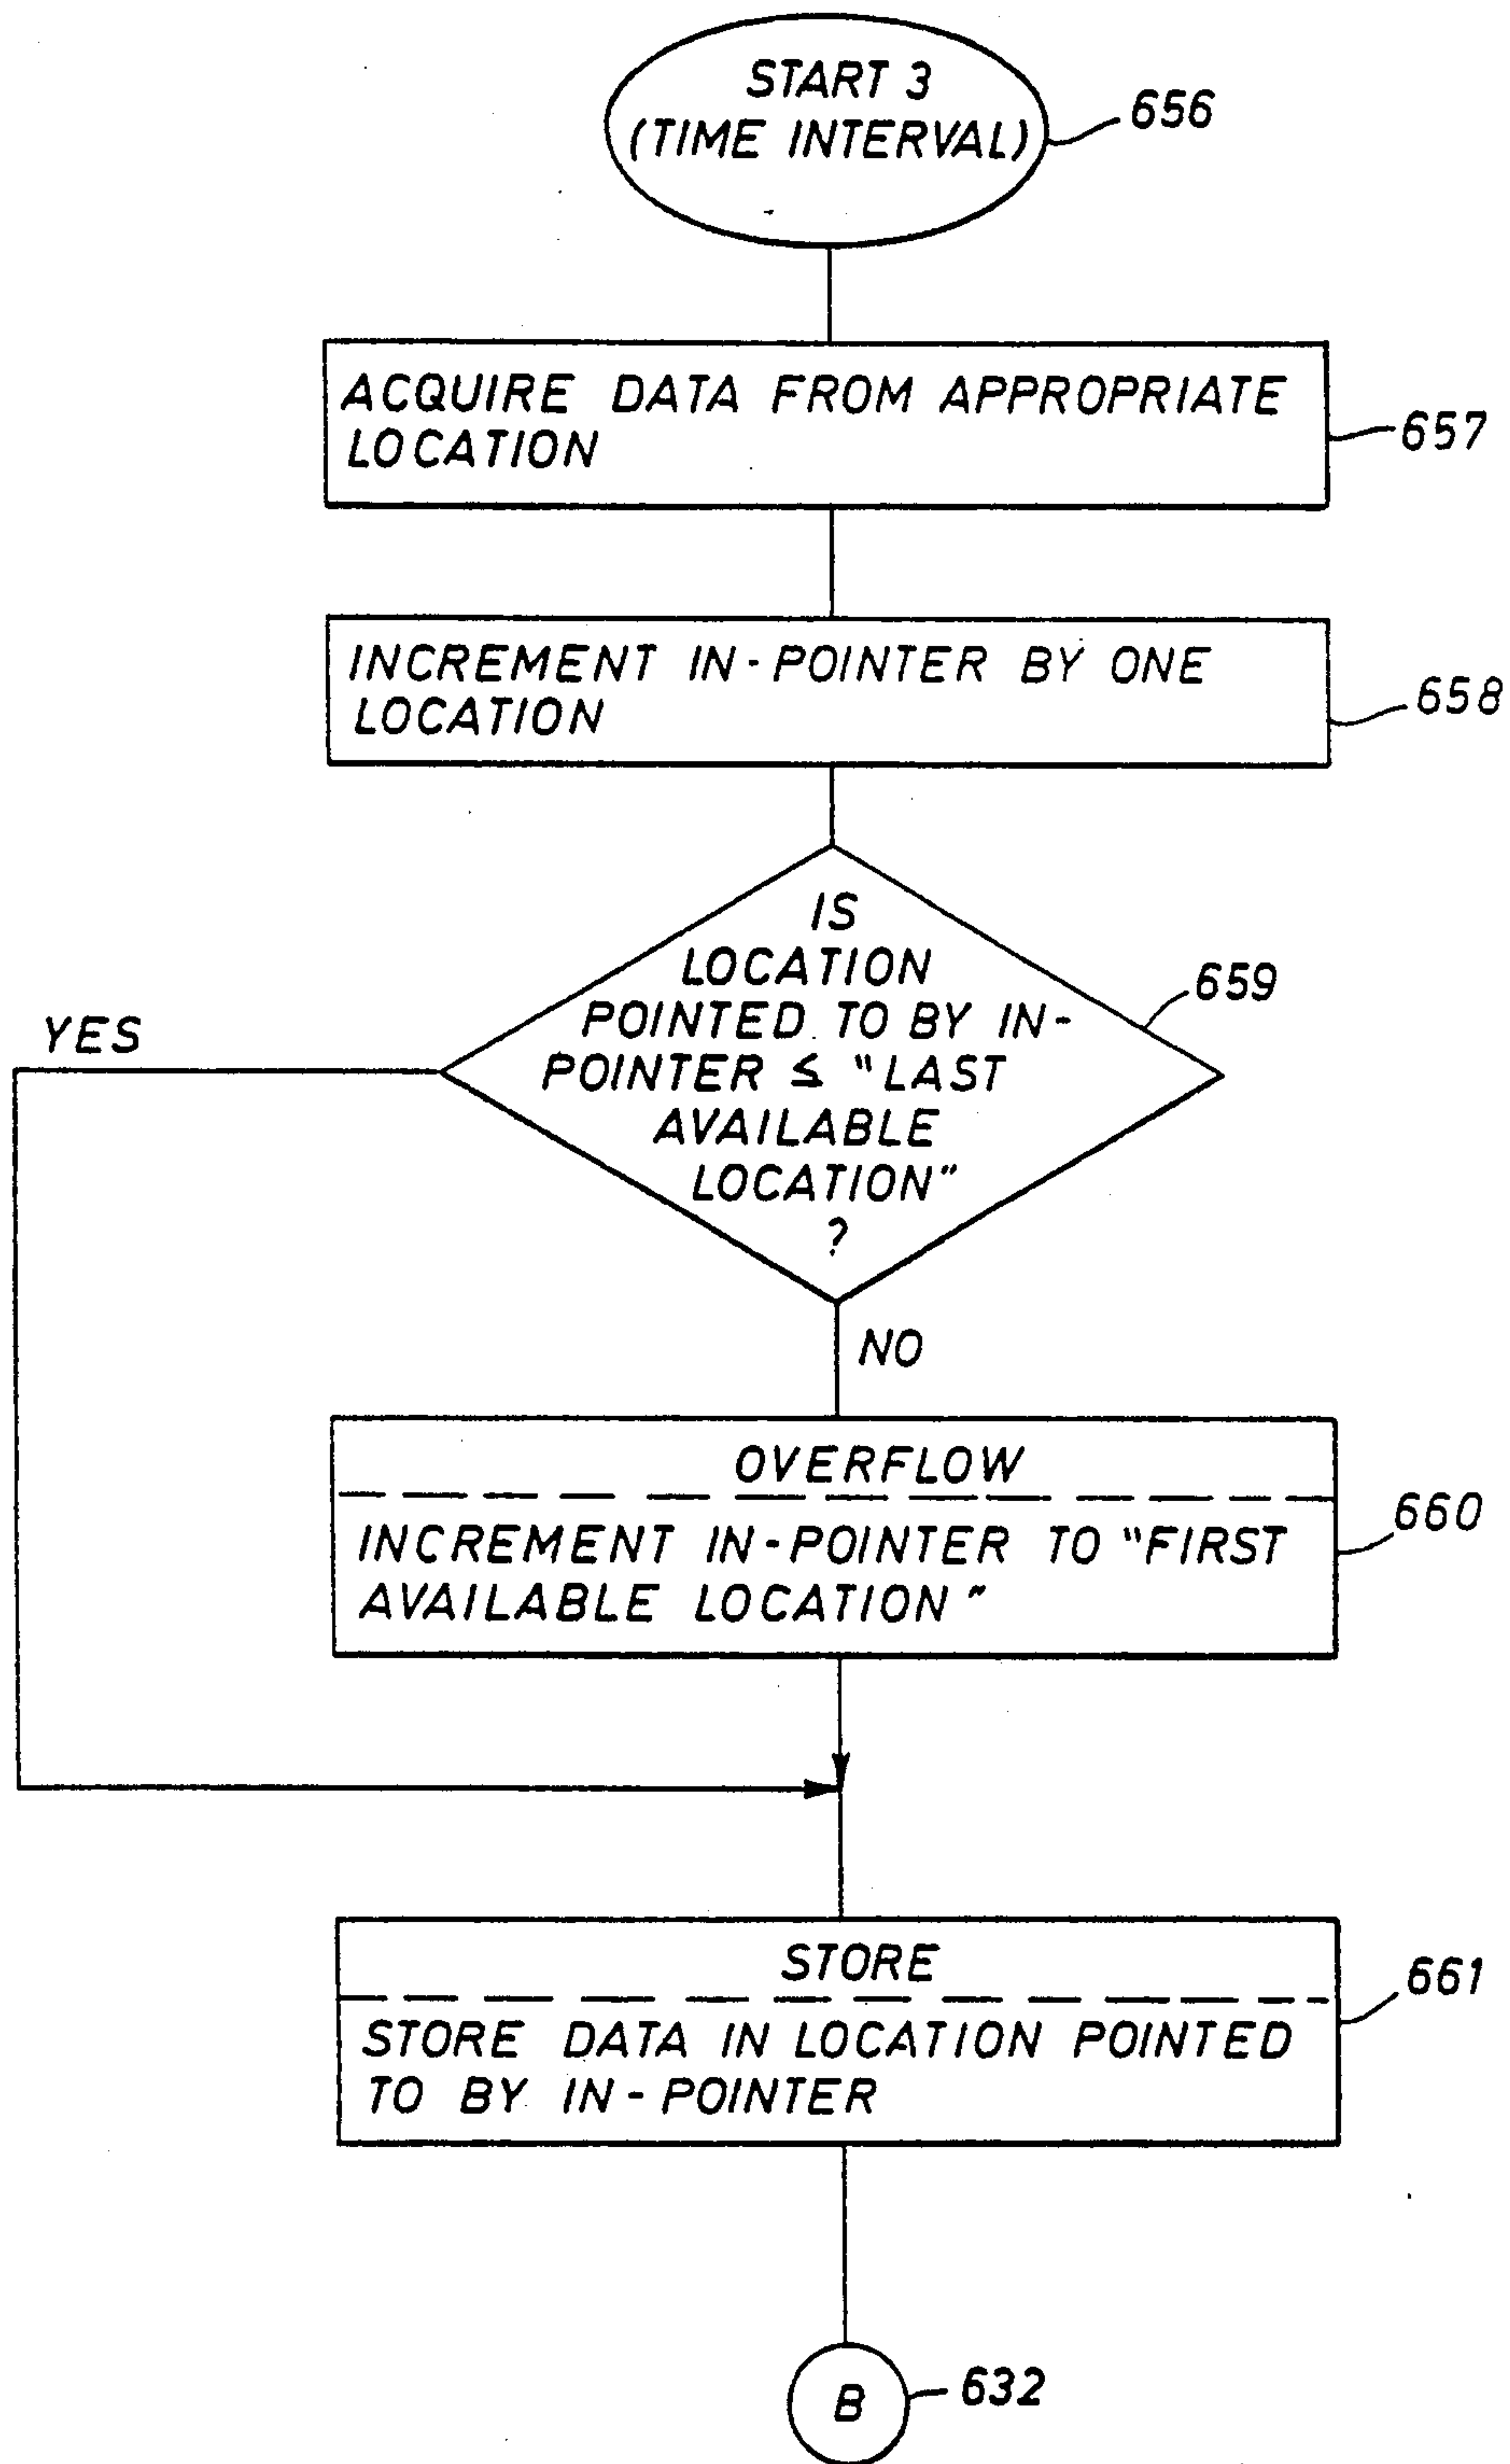 START 3
(TIME INTERVAL)
656
ACQUIRE DATA FROM APPROPRIATE
LOCATION
657
INCREMENT IN-POINTER BY ONE
LOCATION
658
IS
LOCATION
POINTED TO BY IN-
POINTER ≤ "LAST
AVAILABLE
LOCATION"
?
659
YES
NO
OVERFLOW
INCREMENT IN-POINTER TO "FIRST
AVAILABLE LOCATION"
660
STORE
STORE DATA IN LOCATION POINTED
TO BY IN-POINTER
661
B
632